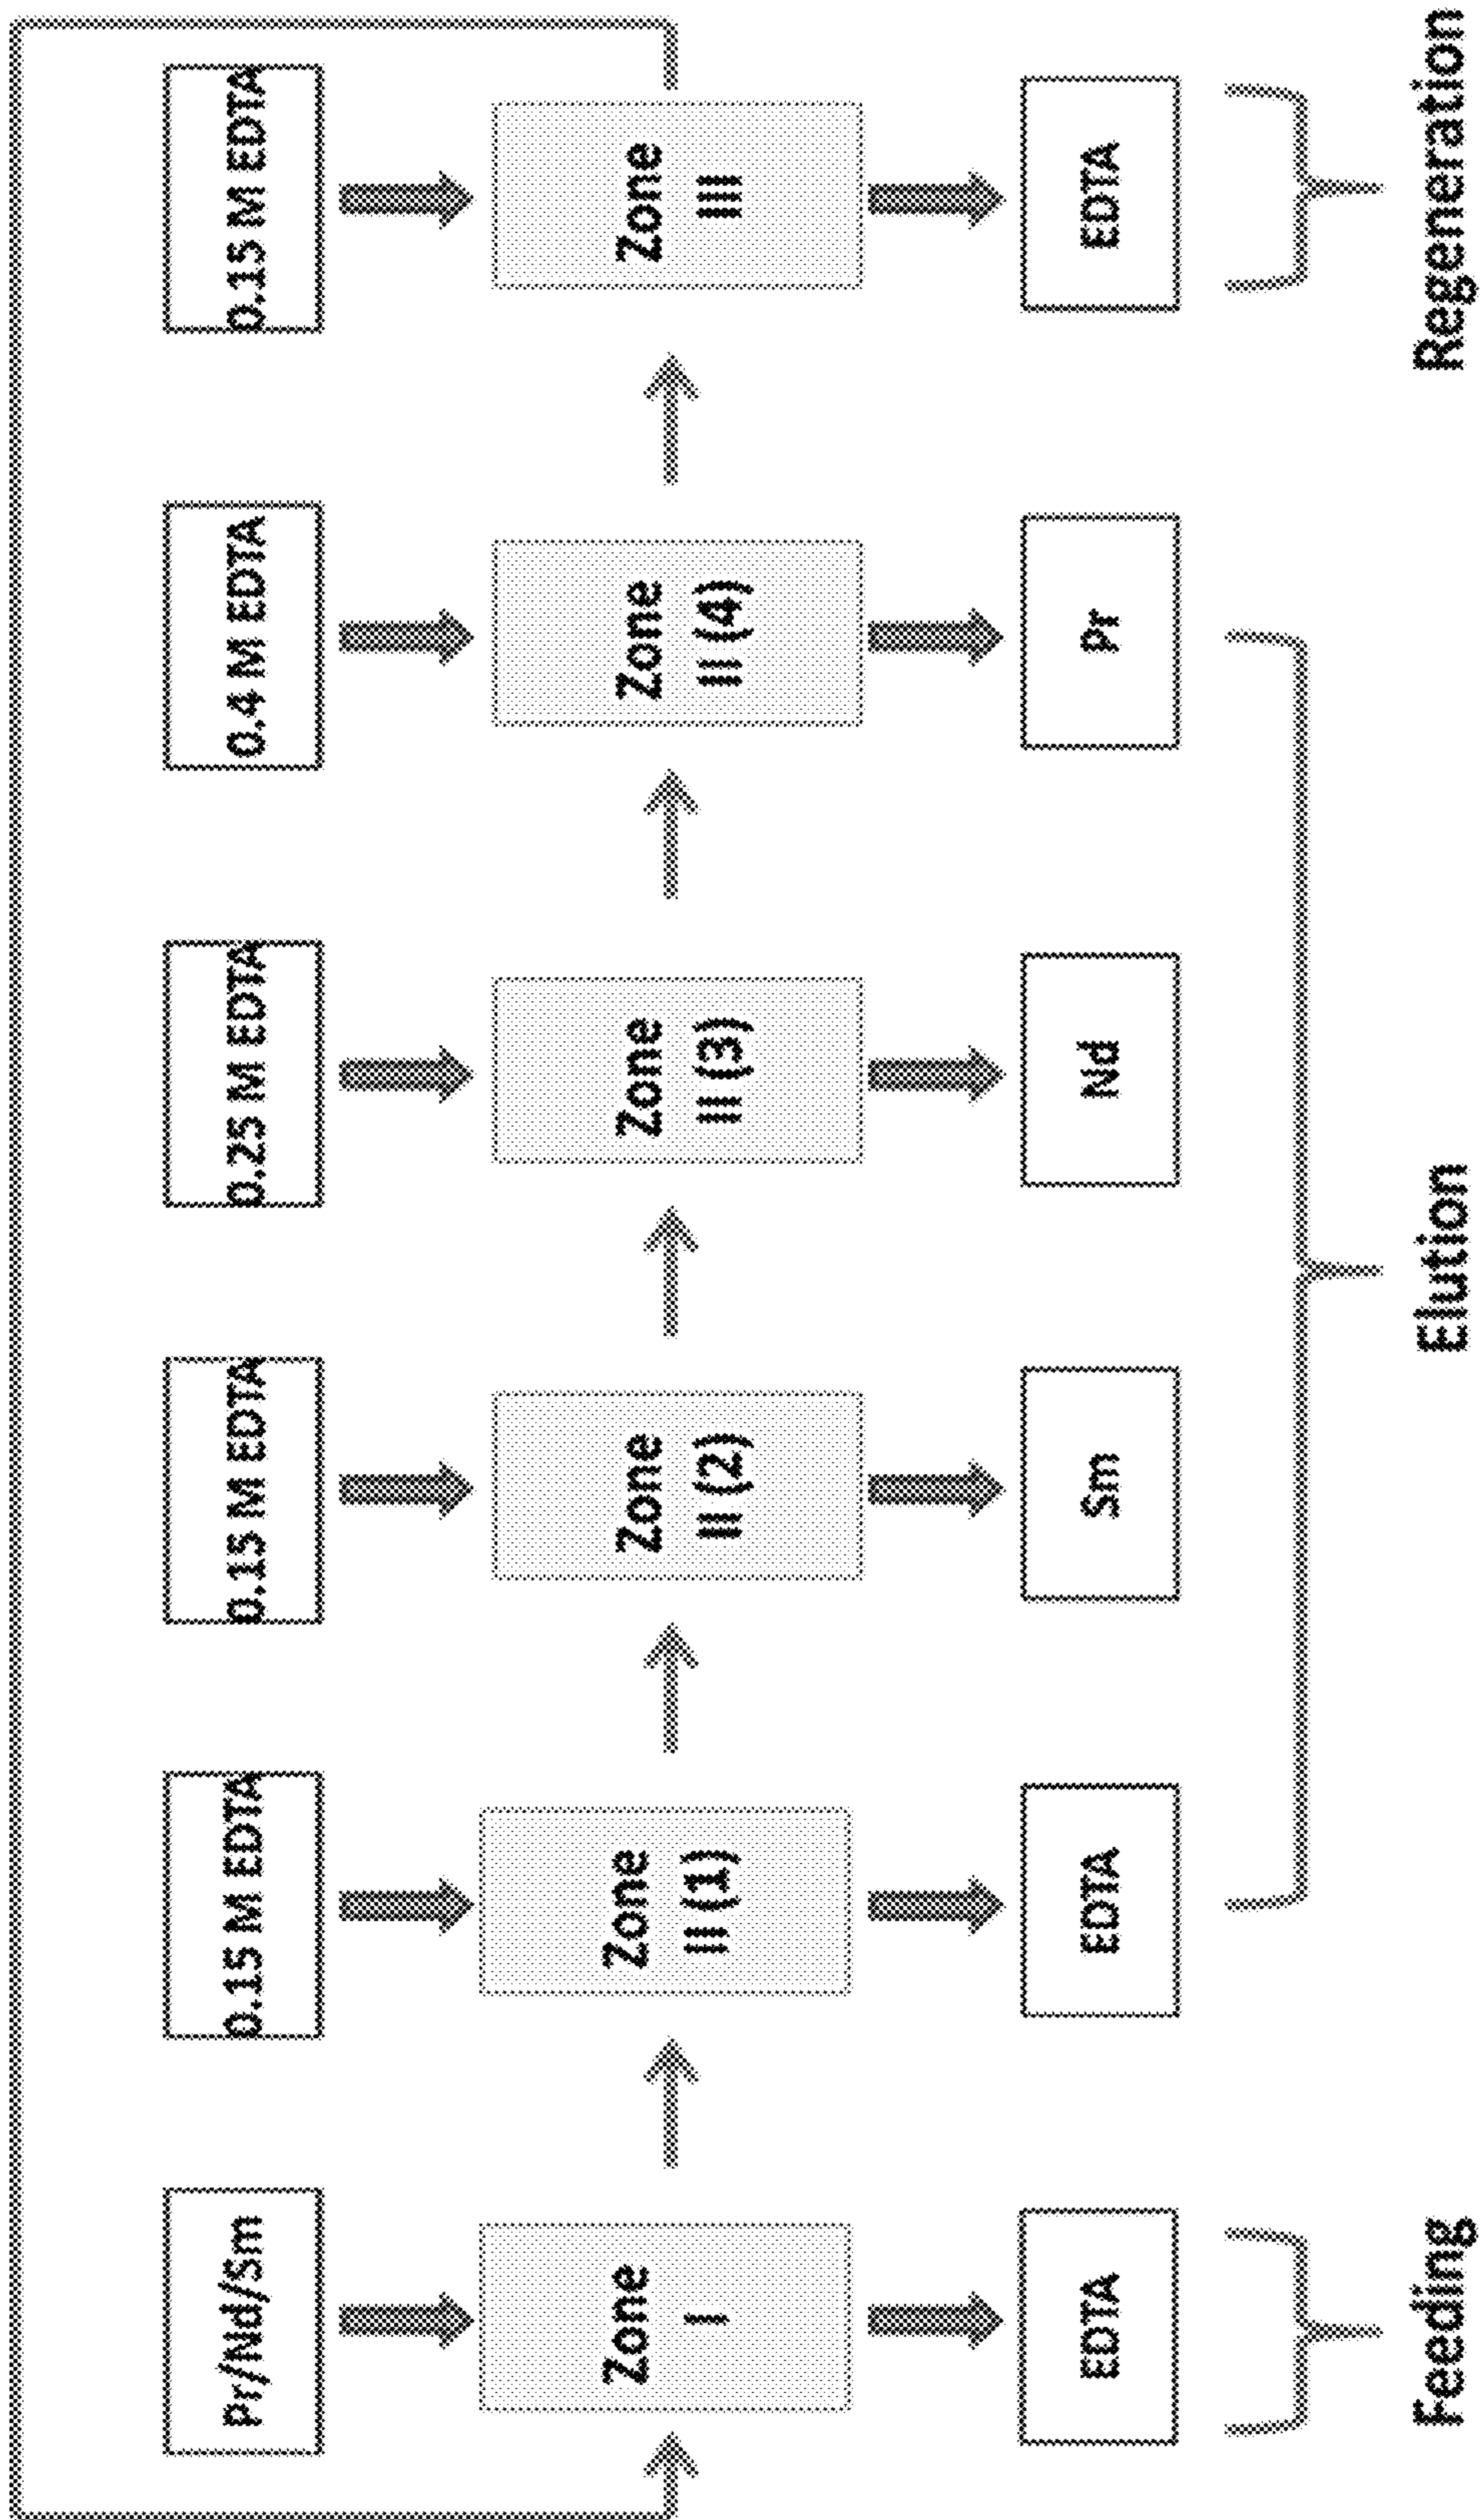 Pr/Nd/Sm
0.15 M EDTA
0.15 M EDTA
0.25 M EDTA
0.4 M EDTA
0.15 M EDTA
Zone
I
Zone
II (1)
Zone
II (2)
Zone
II (3)
Zone
II (4)
Zone
III
EDTA
EDTA
Sm
Nd
Pr
EDTA
Feeding
Elution
Regeneration